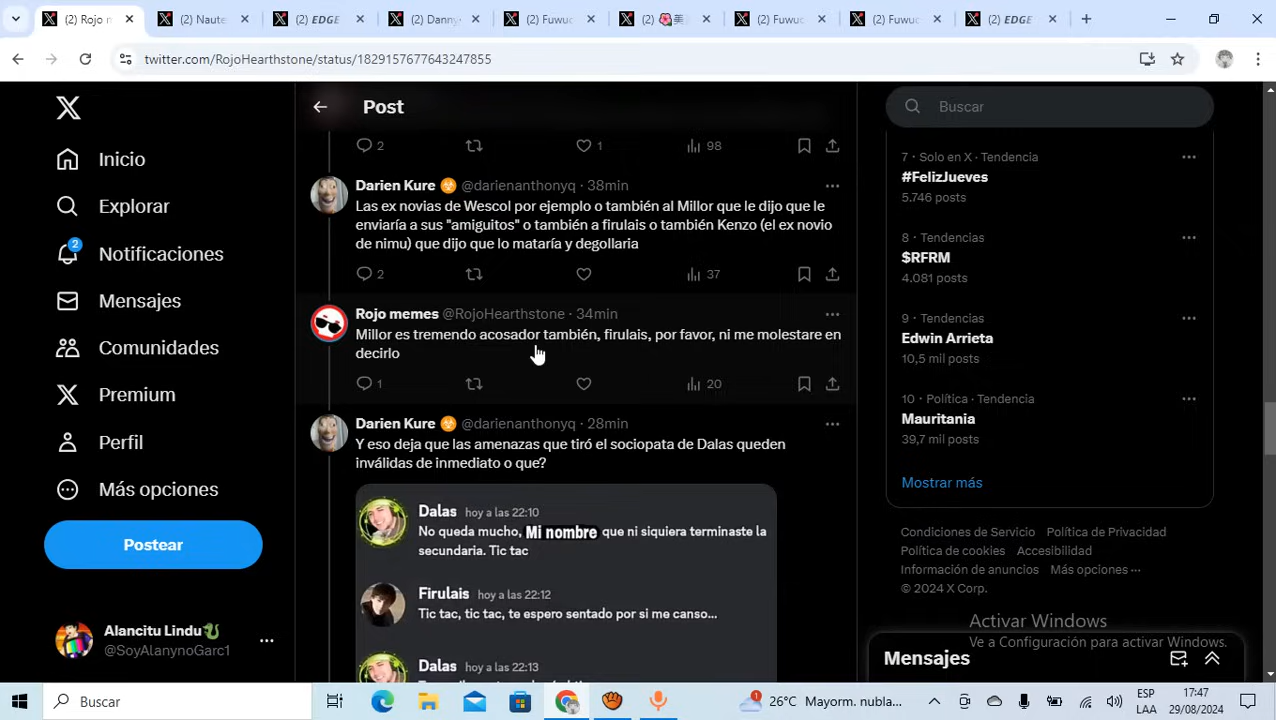 (2) Rojo m
(2) Naute
(2) EDGE
(2) Danny
(2) Fuwuc
(2) 🌺美
(2) Fuwuc
(2) Fuwuc
(2) EDGE
twitter.com/RojoHearthstone/status/1829157677643247855
Post
Buscar
Inicio
Explorar
2
Notificaciones
Mensajes
Comunidades
Premium
Perfil
Más opciones
Postear
Alancitu Lindu🐉
@SoyAlanynoGarc1
2 1 98
Darien Kure ☣️ @darienanthonyq · 38min
Las ex novias de Wescol por ejemplo o también al Millor que le dijo que le
enviaría a sus "amiguitos" o también a firulais o también Kenzo (el ex novio
de nimu) que dijo que lo mataría y degollaria
2 37
Rojo memes @RojoHearthstone · 34min
Millor es tremendo acosador también, firulais, por favor, ni me molestare en
decirlo
1 20
Darien Kure ☣️ @darienanthonyq · 28min
Y eso deja que las amenazas que tiró el sociopata de Dalas queden
inválidas de inmediato o que?
Dalas hoy a las 22:10
No queda mucho, Mi nombre que ni siquiera terminaste la
secundaria. Tic tac
Firulais hoy a las 22:12
Tic tac, tic tac, te espero sentado por si me canso...
Dalas hoy a las 22:13
7 · Solo en X · Tendencia
#FelizJueves
5.746 posts
8 · Tendencias
$RFRM
4.081 posts
9 · Tendencias
Edwin Arrieta
10,5 mil posts
10 · Política · Tendencia
Mauritania
39,7 mil posts
Mostrar más
Condiciones de Servicio Política de Privacidad
Política de cookies Accesibilidad
Información de anuncios Más opciones ···
© 2024 X Corp.
Activar Windows
Ve a Configuración para activar Windows.
Mensajes
Buscar
1
26°C Mayorm. nubla...
ESP
LAA
17:47
29/08/2024